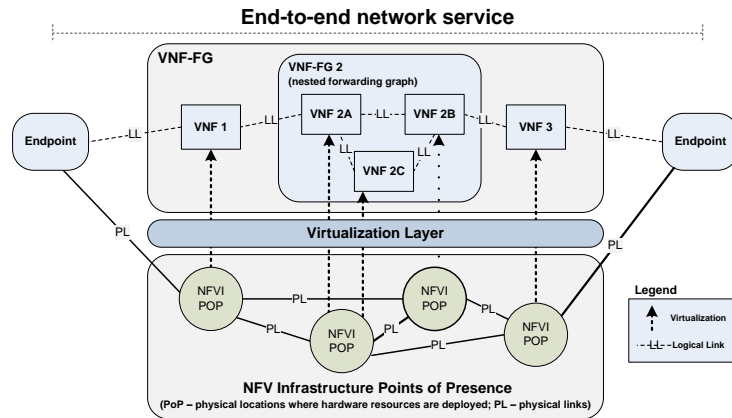 End-to-end network service
VNF-FG
VNF-FG 2
(nested forwarding graph)
VNF 2A
LL
VNF 2B
Endpoint
LL
VNF 1
LL
LL
VNF 3
LL
Endpoint
LL
LL
VNF 2C
PL
Virtualization Layer
PL
NFVI
POP
PL
NFVI
POP
PL
PL
NFVI
POP
PL
PL
NFVI
POP
Legend
Virtualization
LL
Logical Link
NFV Infrastructure Points of Presence
(PoP – physical locations where hardware resources are deployed; PL – physical links)